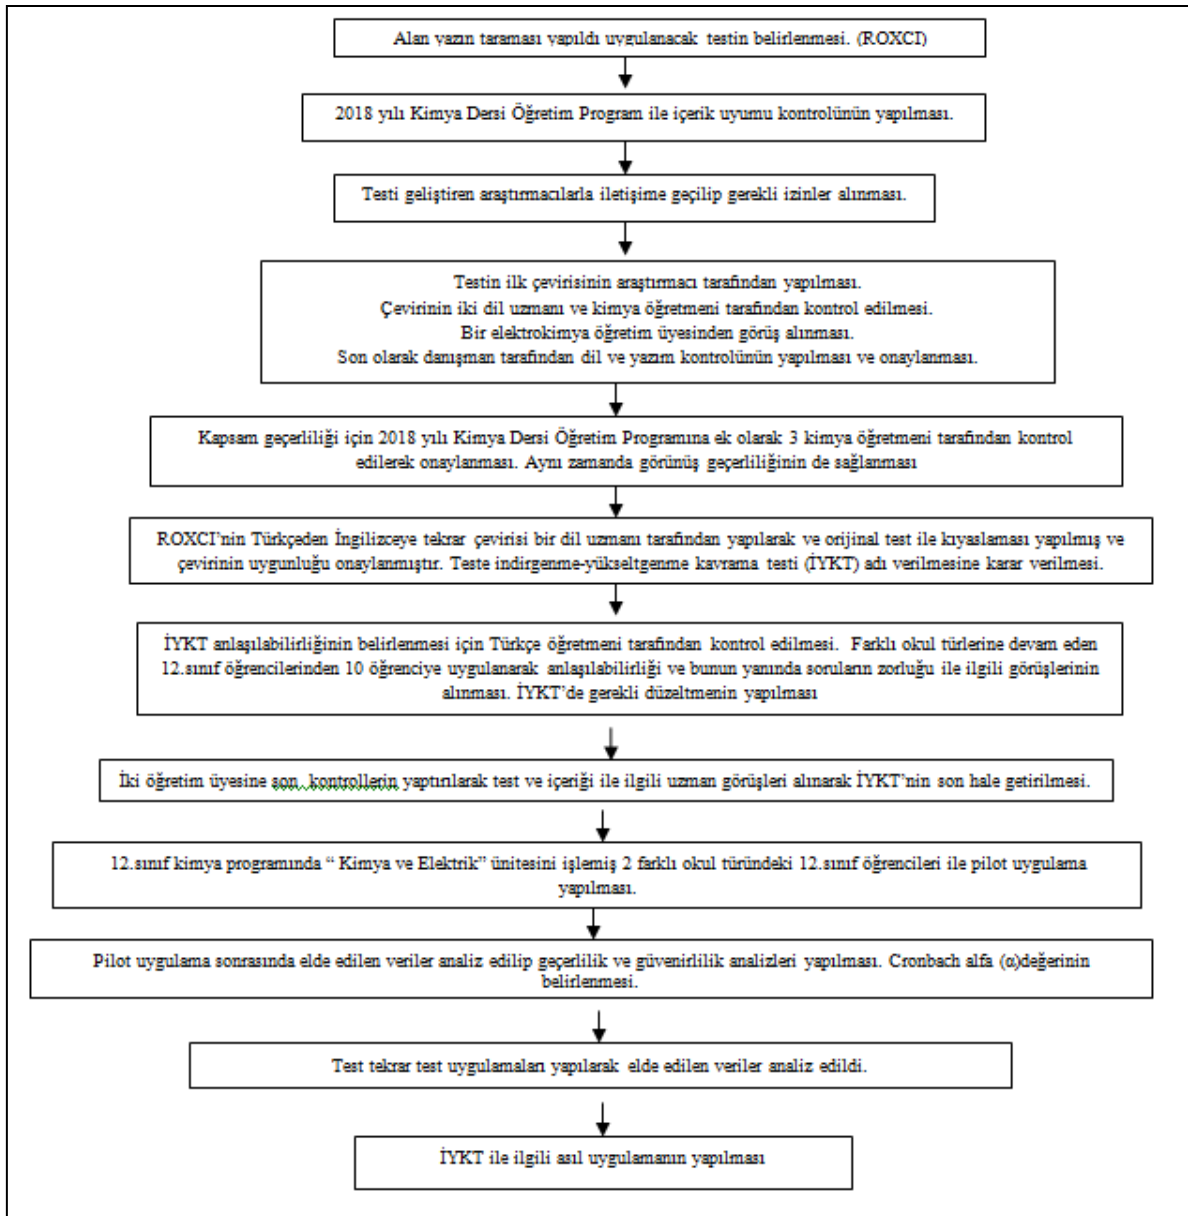 Alan yazın taraması yapıldı uygulanacak testin belirlenmesi. (ROXCI)
2018 yılı Kimya Dersi Öğretim Program ile içerik uyumu kontrolünün yapılması.
Testi geliştiren araştırmacılarla iletişime geçilip gerekli izinler alınması.
Testin ilk çevirisinin araştırmacı tarafından yapılması.
Çevirinin iki dil uzmanı ve kimya öğretmeni tarafından kontrol edilmesi.
Bir elektrokimya öğretim üyesinden görüş alınması.
Son olarak danışman tarafından dil ve yazım kontrolünün yapılması ve onaylanması.
Kapsam geçerliliği için 2018 yılı Kimya Dersi Öğretim Programına ek olarak 3 kimya öğretmeni tarafından kontrol
edilerek onaylanması. Aynı zamanda görünüş geçerliliğinin de sağlanması
ROXCI’nin Türkçeden İngilizceye tekrar çevirisi bir dil uzmanı tarafından yapılarak ve orijinal test ile kıyaslaması yapılmış ve
çevirinin uygunluğu onaylanmıştır. Teste indirgenme-yükseltgenme kavrama testi (İYKT) adı verilmesine karar verilmesi.
İYKT anlaşılabilirliğinin belirlenmesi için Türkçe öğretmeni tarafından kontrol edilmesi. Farklı okul türlerine devam eden
12.sınıf öğrencilerinden 10 öğrenciye uygulanarak anlaşılabilirliği ve bunun yanında soruların zorluğu ile ilgili görüşlerinin
alınması. İYKT’de gerekli düzeltmenin yapılması
İki öğretim üyesine son kontrollerin yaptırılarak test ve içeriği ile ilgili uzman görüşleri alınarak İYKT’nin son hale getirilmesi.
12.sınıf kimya programında “ Kimya ve Elektrik” ünitesini işlemiş 2 farklı okul türündeki 12.sınıf öğrencileri ile pilot uygulama
yapılması.
Pilot uygulama sonrasında elde edilen veriler analiz edilip geçerlilik ve güvenirlilik analizleri yapılması. Cronbach alfa (α)değerinin
belirlenmesi.
Test tekrar test uygulamaları yapılarak elde edilen veriler analiz edildi.
İYKT ile ilgili asıl uygulamanın yapılması